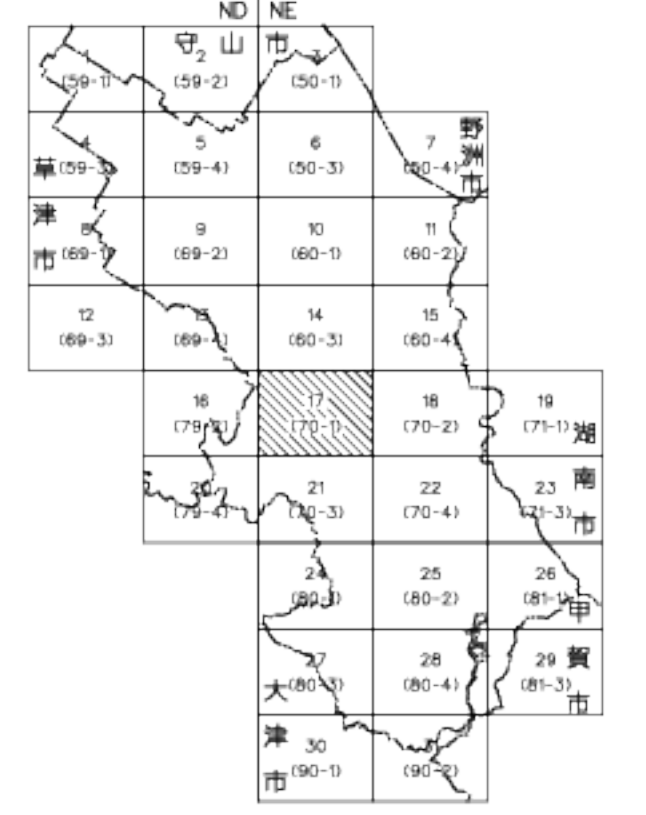 ND NE
守山市
1 2 3
(59-1) (59-2) (50-1)
4 5 6 7
(59-3) (59-4) (50-3) (50-4)
野洲市
草津市
8 9 10 11
(69-1) (69-2) (60-1) (60-2)
12 13 14 15
(69-3) (69-4) (60-3) (60-4)
16 17 18 19
(79-2) (70-1) (70-2) (71-1)
湖南市
20 21 22 23
(79-4) (70-3) (70-4) (71-3)
24 25 26
(80-1) (80-2) (81-1)
甲賀市
27 28 29
(80-3) (80-4) (81-3)
大津市
30
(90-1) (90-2)